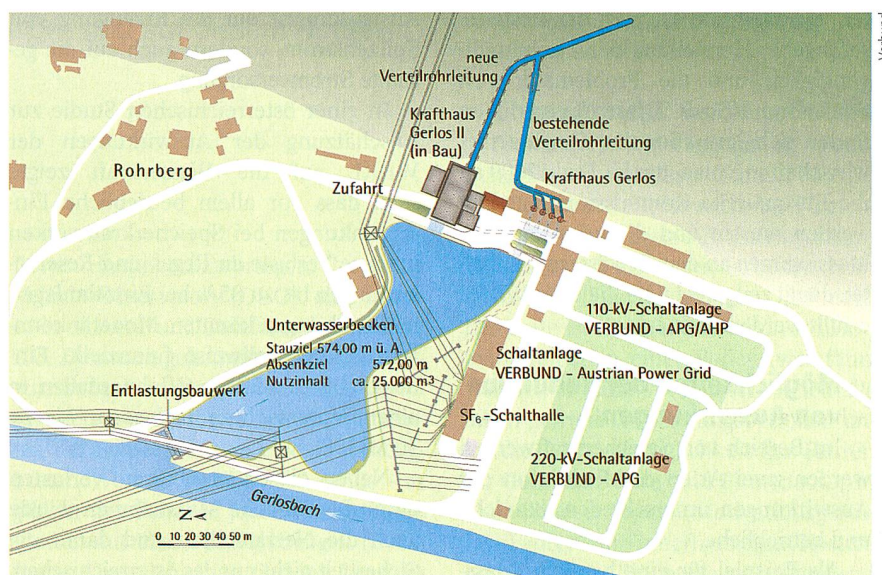 neue
Verteilrohrleitung
Krafthaus
Gerlos II
(in Bau)
bestehende
Verteilrohrleitung
Krafthaus Gerlos
Rohrberg
Zufahrt
Unterwasserbecken
Stauziel 574,00 m ü. A.
Absenkziel 572,00 m
Nutzinhalt ca. 25.000 m³
110-kV-Schaltanlage
VERBUND - APG/AHP
Schaltanlage
VERBUND - Austrian Power Grid
Entlastungsbauwerk
SF₆-Schalthalle
220-kV-Schaltanlage
VERBUND - APG
Gerlosbach
N
0 10 20 30 40 50 m
Verbund